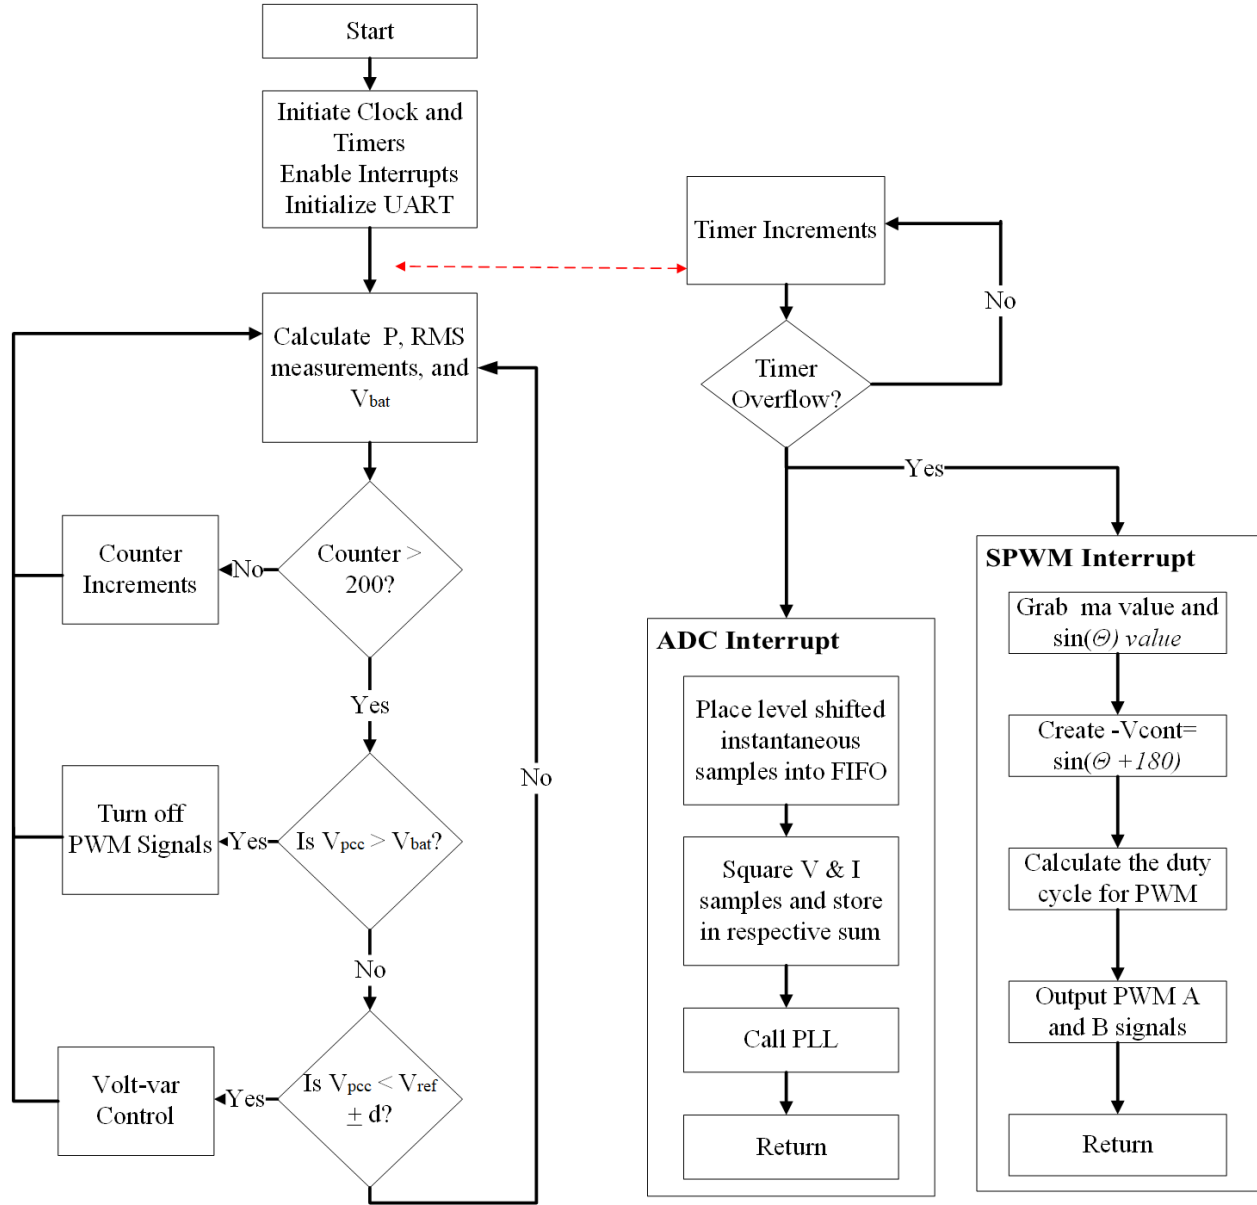 Start
Initiate Clock and
Timers
Enable Interrupts
Initialize UART
Calculate P, RMS
measurements, and
Vbat
Counter >
200?
No
Counter
Increments
Yes
Is Vpcc > Vbat?
Yes
Turn off
PWM Signals
No
Is Vpcc < Vref
± d?
Yes
Volt-var
Control
No
Timer Increments
Timer
Overflow?
No
Yes
ADC Interrupt
Place level shifted
instantaneous
samples into FIFO
Square V & I
samples and store
in respective sum
Call PLL
Return
SPWM Interrupt
Grab ma value and
sin(Θ) value
Create -Vcont=
sin(Θ +180)
Calculate the duty
cycle for PWM
Output PWM A
and B signals
Return